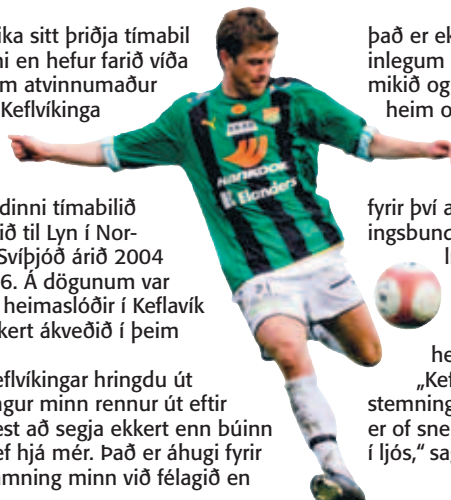 ika sitt þriðja tímabil
ni en hefur farið víða
m atvinnumaður
Keflvíkinga
dinni tímabilið
ið til Lyn í Nor-
Svíþjóð árið 2004
6. Á dögunum var
heimaslóðir í Keflavík
kert ákveðið í þeim
eflvíkingar hringdu út
ngur minn rennur út eftir
est að segja ekkert enn búinn
ef hjá mér. Það er áhugi fyrir
amning minn við félagið en
það er ek
inlegum
mikið og
heim o
fyrir því a
ingsbund
he
„Kef
stemning
er of sne
í ljós,“ sag
HANKOOK
Elanders